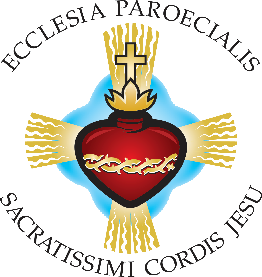 ECCLESIA PAROECIALIS
SACRATISSIMI CORDIS JESU